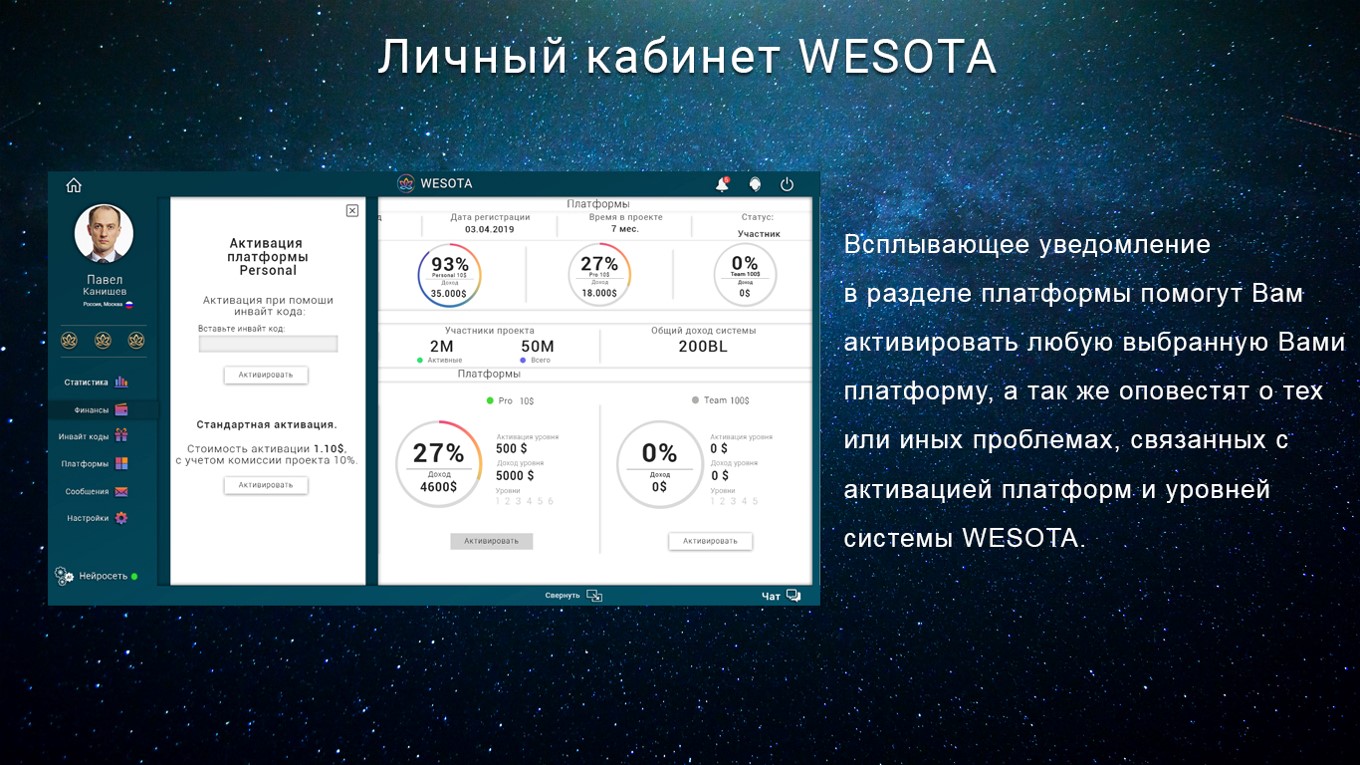 Личный кабинет WESOTA
WESOTA
Павел
Канищев
Россия, Москва
Статистика
Финансы
Инвайт коды
Платформы
Сообщения
Настройки
Нейросеть
Активация
платформы
Personal
Активация при помоши
инвайт кода:
Вставьте инвайт код:
Активировать
Стандартная активация.
Стоимость активации 1.10$,
с учетом комиссии проекта 10%.
Активировать
Платформы
Дата регистрации
03.04.2019
Время в проекте
7 мес.
Статус:
Участник
93%
Personal 10$
Доход
35.000$
27%
Pro 10$
Доход
18.000$
0%
Team 100$
Доход
0$
Участники проекта
2M
Активные
50M
Всего
Общий доход системы
200BL
Платформы
Pro 10$
27%
Доход
4600$
Активация уровня
500 $
Доход уровня
5000 $
Уровни
1 2 3 4 5 6
Активировать
Team 100$
0%
Доход
0$
Активация уровня
0 $
Доход уровня
0 $
Уровни
1 2 3 4 5
Активировать
Свернуть
Чат
Всплывающее уведомление
в разделе платформы помогут Вам
активировать любую выбранную Вами
платформу, а так же оповестят о тех
или иных проблемах, связанных с
активацией платформ и уровней
системы WESOTA.